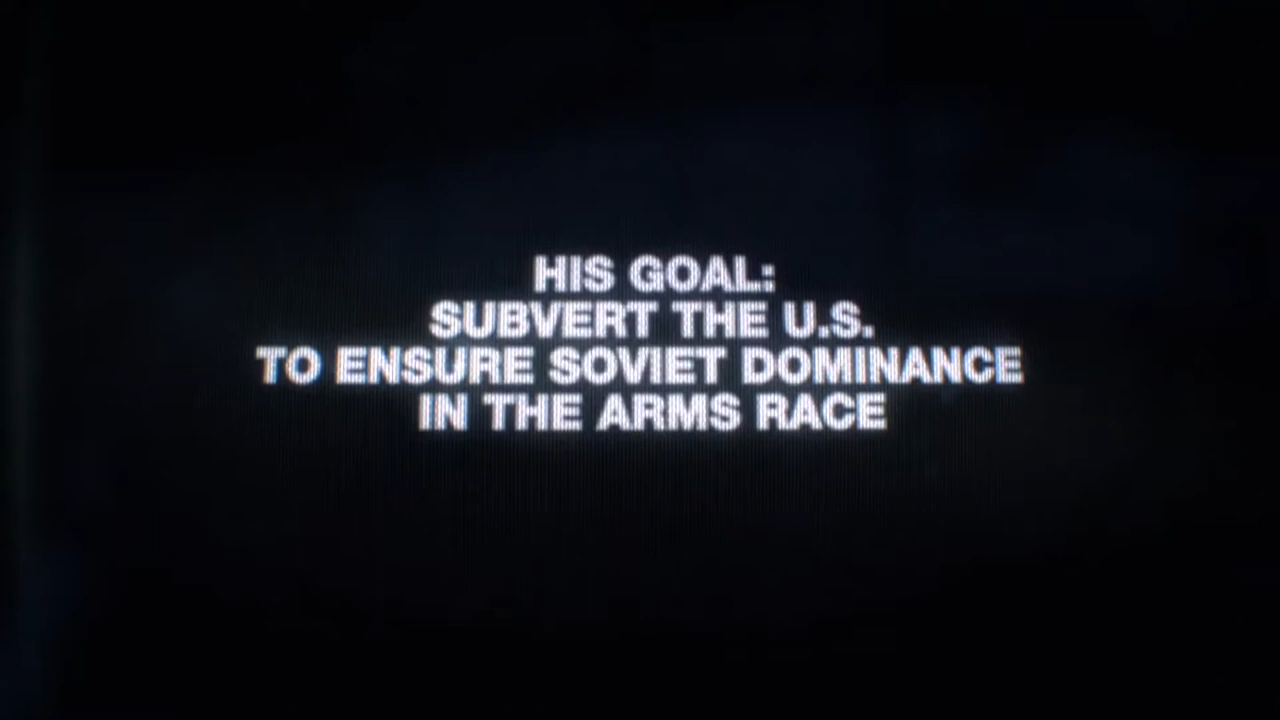 HIS GOAL:
SUBVERT THE U.S.
TO ENSURE SOVIET DOMINANCE
IN THE ARMS RACE